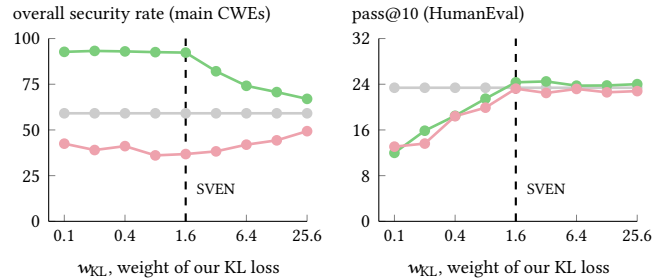 overall security rate (main CWEs)
100
75
50
25
0
SVEN
0.1 0.4 1.6 6.4 25.6
w_KL, weight of our KL loss
pass@10 (HumanEval)
32
24
16
8
0
SVEN
0.1 0.4 1.6 6.4 25.6
w_KL, weight of our KL loss